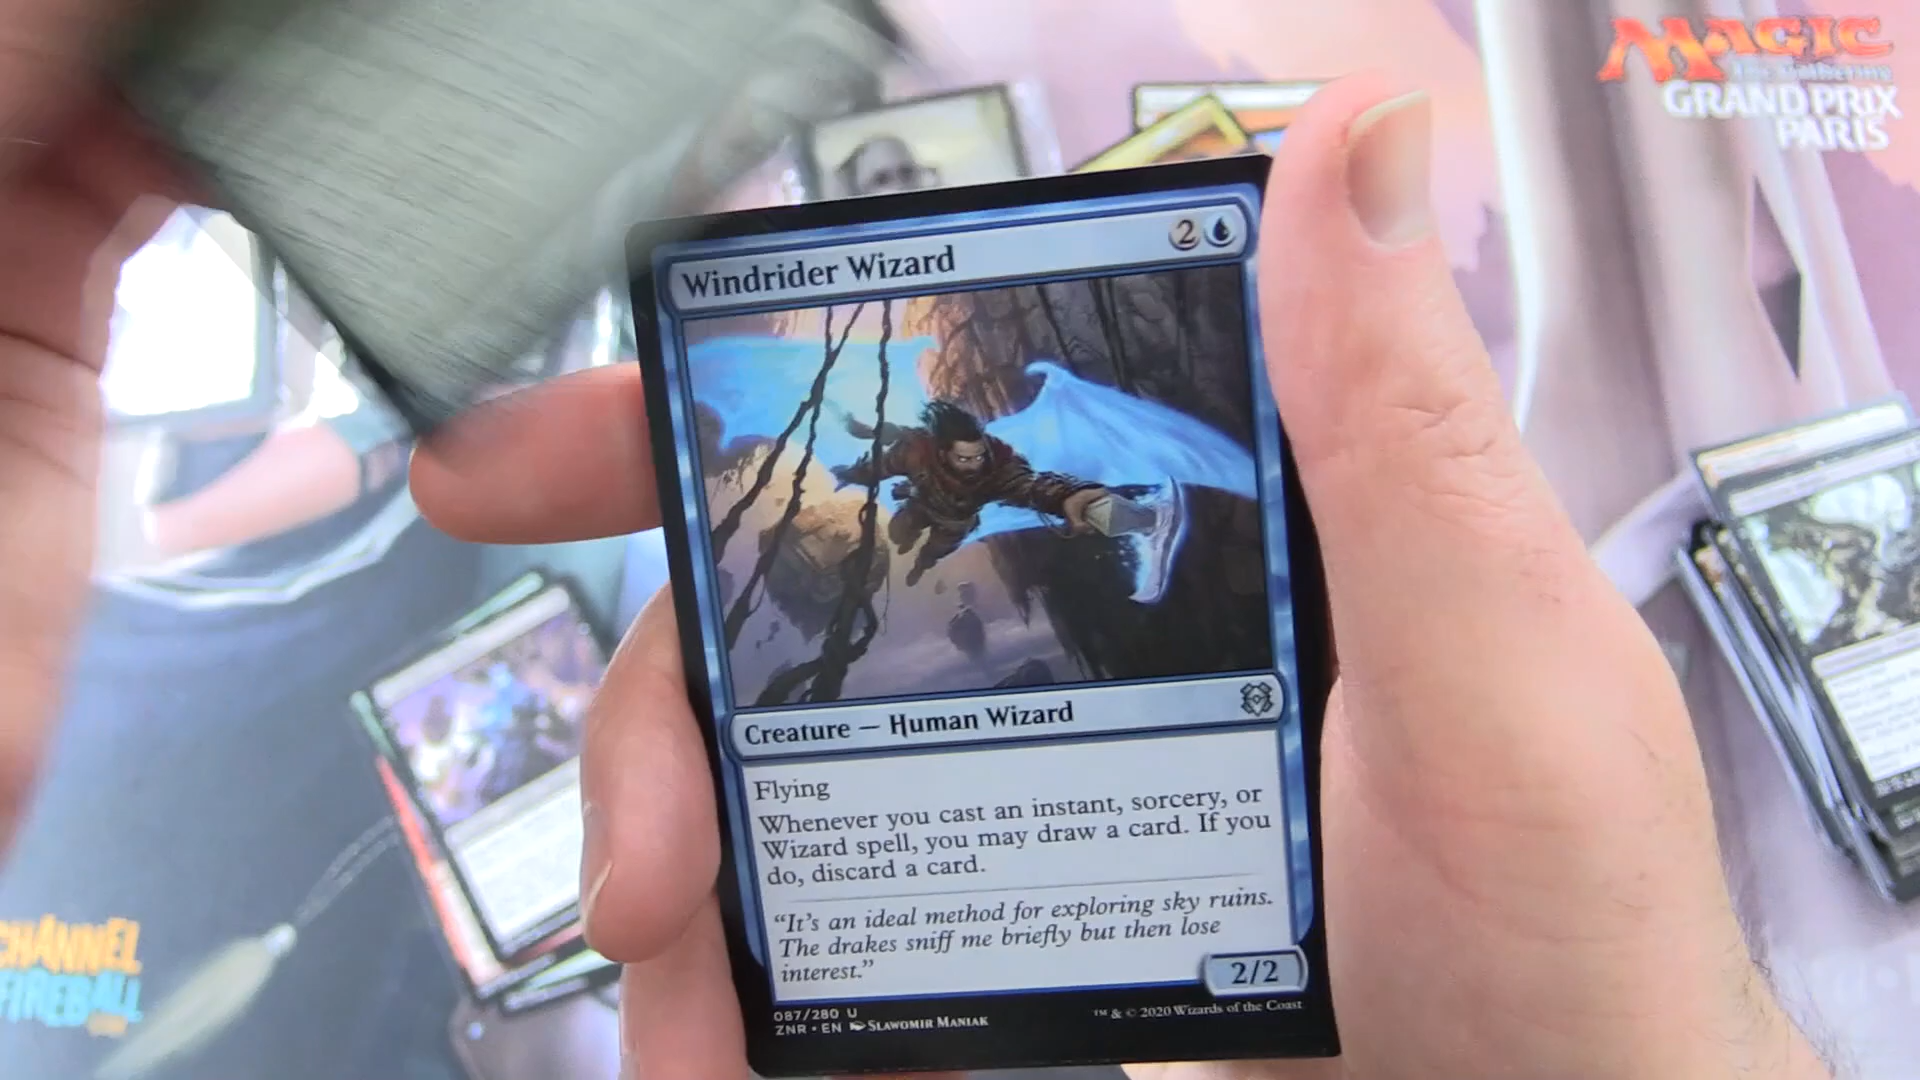 MAGIC
The Gathering
GRAND PRIX
PARIS
Windrider Wizard
2
Creature — Human Wizard
Flying
Whenever you cast an instant, sorcery, or
Wizard spell, you may draw a card. If you
do, discard a card.
“It’s an ideal method for exploring sky ruins.
The drakes sniff me briefly but then lose
interest.”
2/2
087/280 U
ZNR • EN SLAWOMIR MANIAK
™ & © 2020 Wizards of the Coast
CHANNEL
FIREBALL